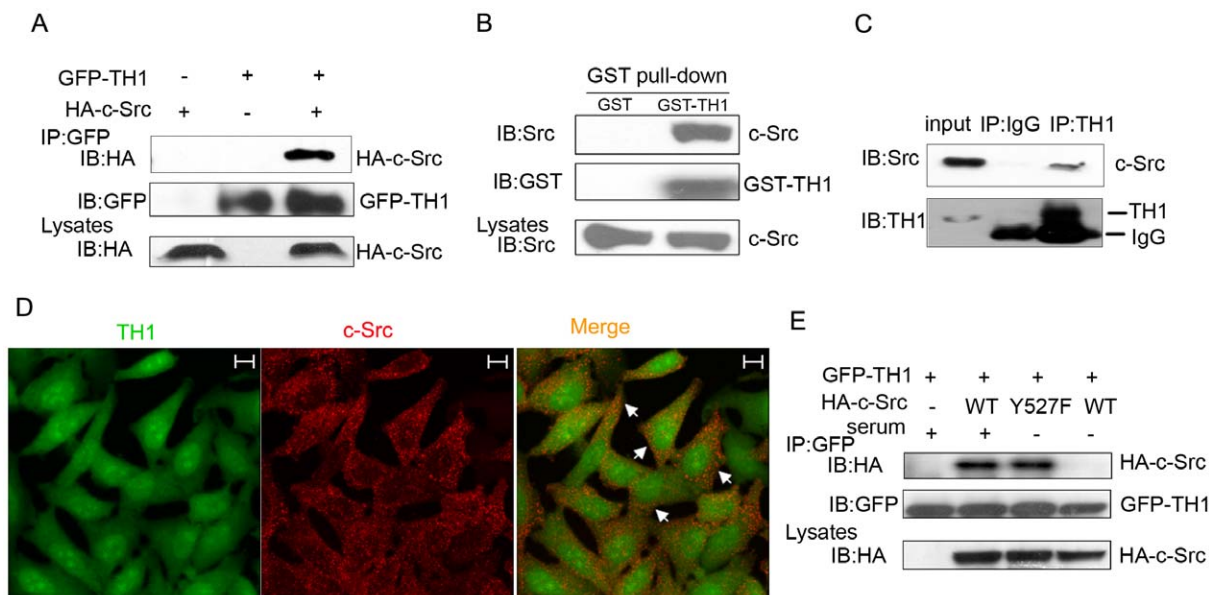 A
GFP-TH1 - + +
HA-c-Src + - +
IP:GFP
IB:HA HA-c-Src
IB:GFP GFP-TH1
Lysates
IB:HA HA-c-Src
B
GST pull-down
GST GST-TH1
IB:Src c-Src
IB:GST GST-TH1
Lysates
IB:Src c-Src
C
input IP:IgG IP:TH1
IB:Src c-Src
IB:TH1 TH1
IgG
D
TH1 c-Src Merge
E
GFP-TH1 + + + +
HA-c-Src - WT Y527F WT
serum + + - -
IP:GFP
IB:HA HA-c-Src
IB:GFP GFP-TH1
Lysates
IB:HA HA-c-Src